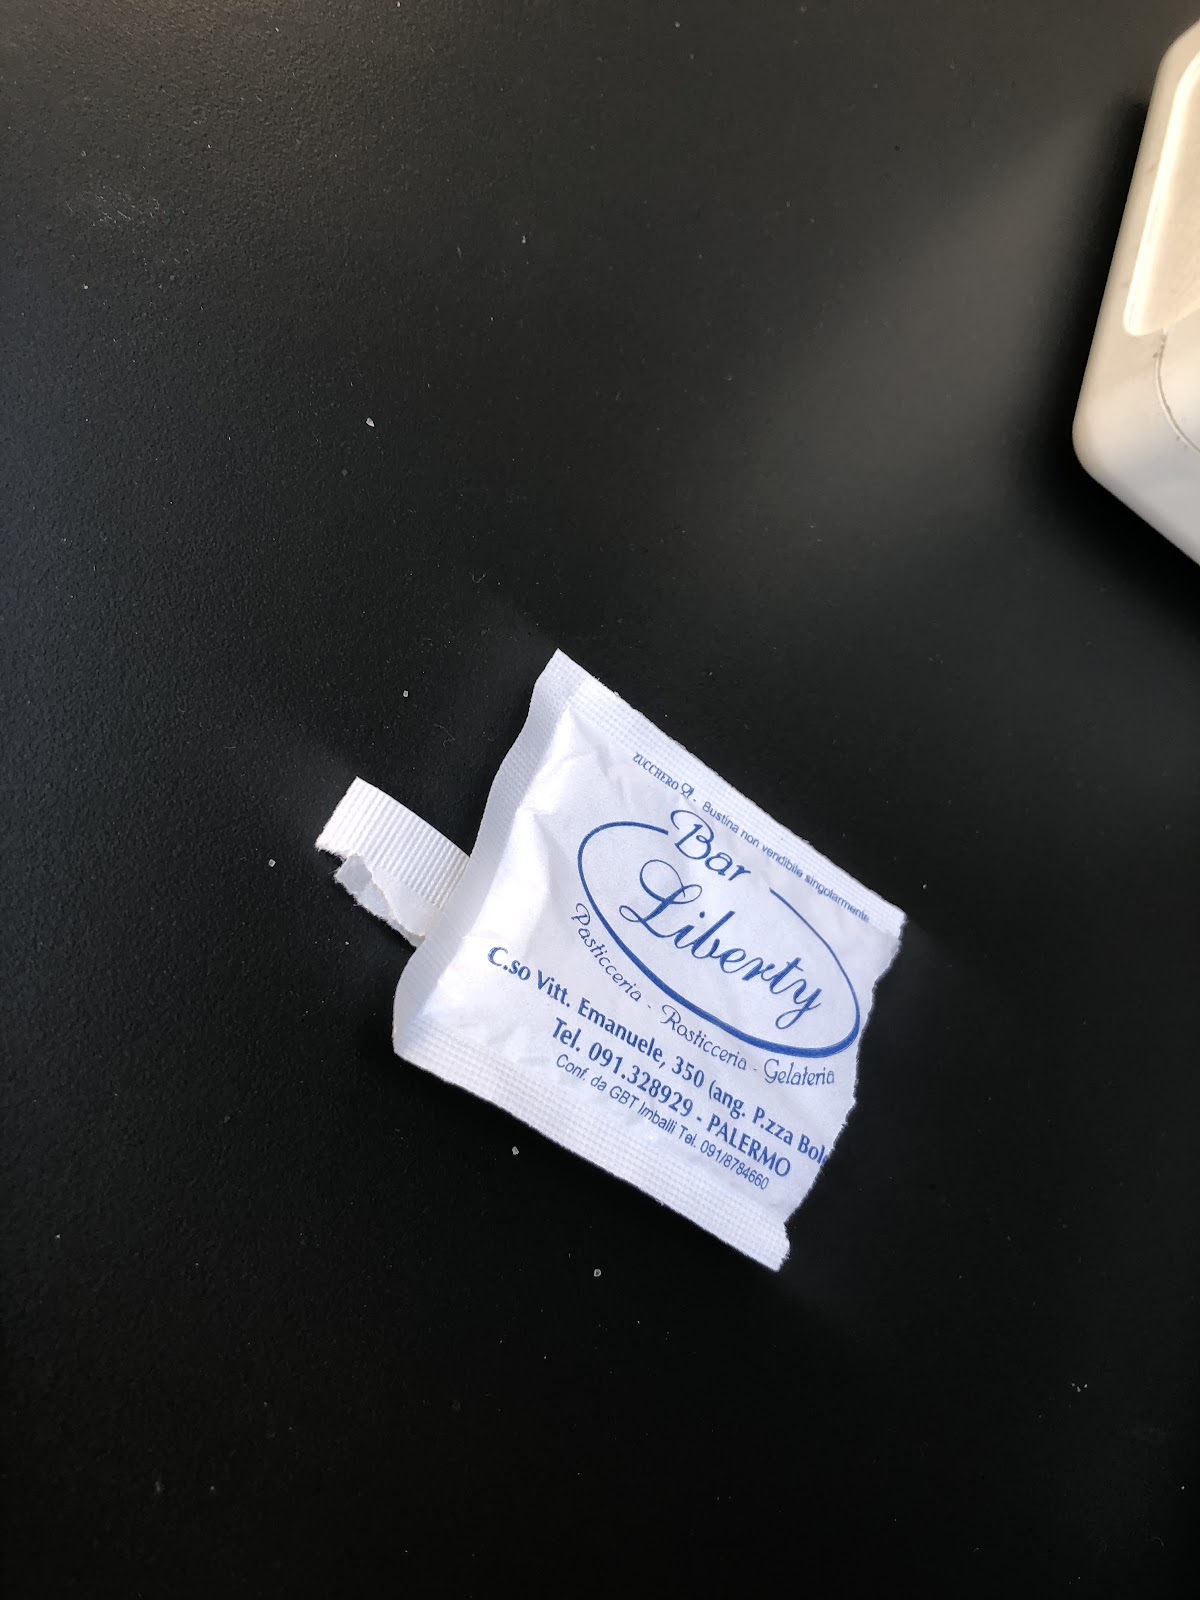 ZUCCHERO - Bustina non vendibile singolarmente
Bar
Liberty
Pasticceria - Rosticceria - Gelateria
C.so Vitt. Emanuele, 350 (ang. P.zza Bol
Tel. 091.328929 - PALERMO
Conf. da GBT Imballi Tel. 091/8784660